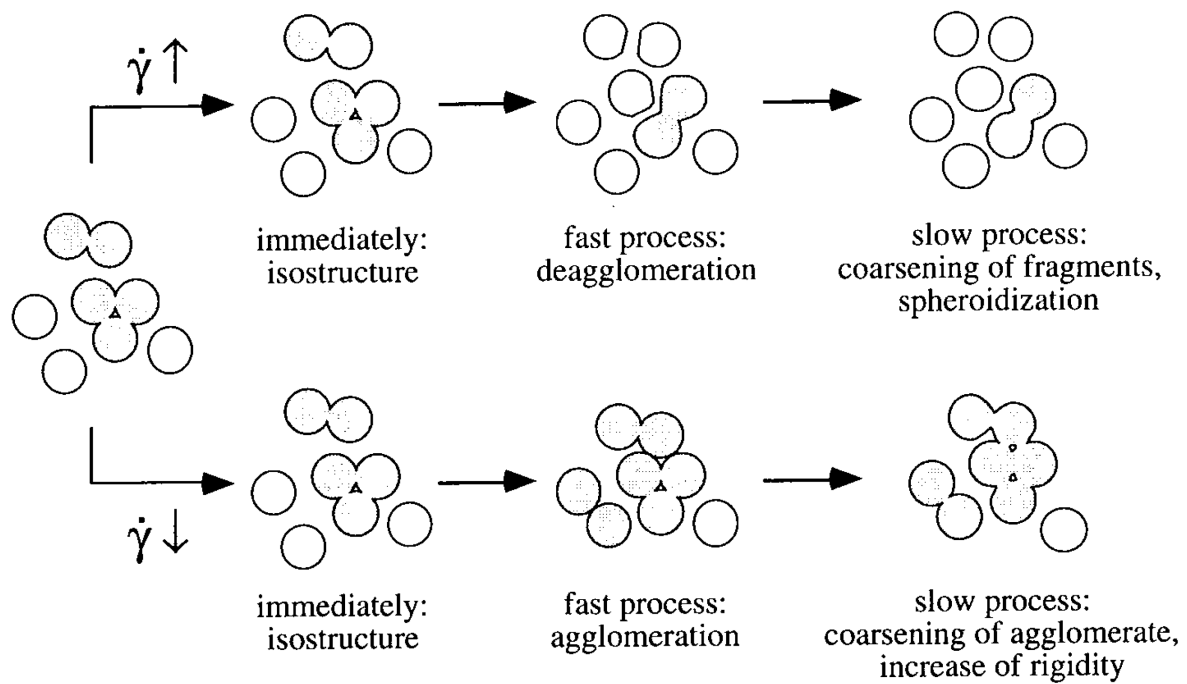 γ̇ ↑
immediately:
isostructure
fast process:
deagglomeration
slow process:
coarsening of fragments,
spheroidization
γ̇ ↓
immediately:
isostructure
fast process:
agglomeration
slow process:
coarsening of agglomerate,
increase of rigidity